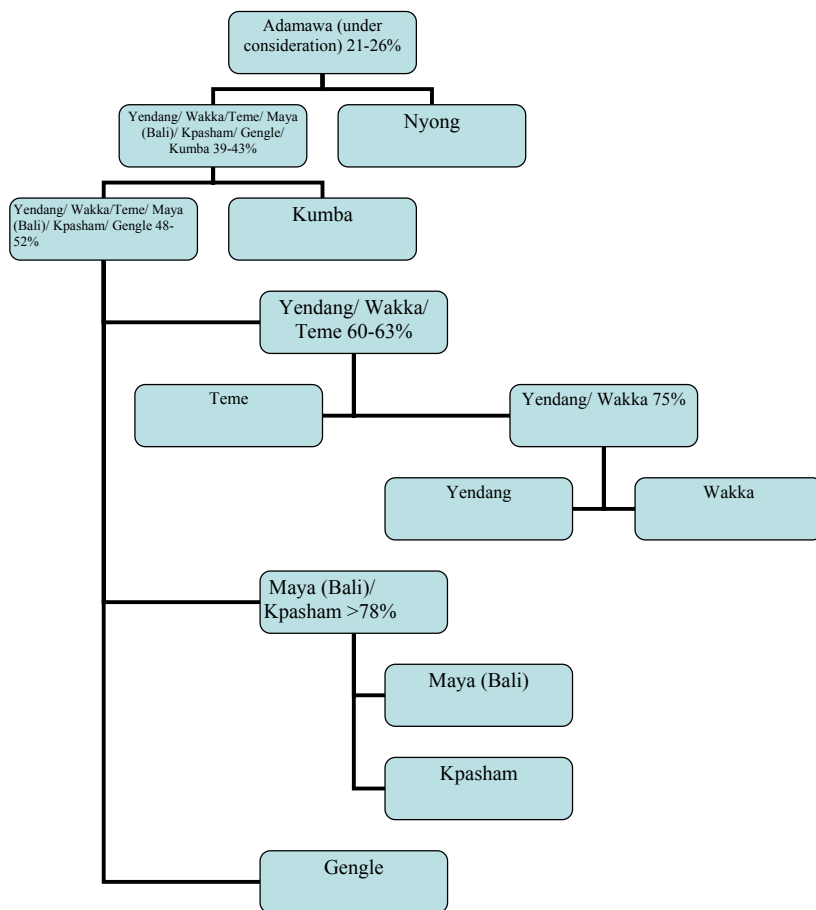 Adamawa (under
consideration) 21-26%
Yendang/ Wakka/Teme/ Maya
(Bali)/ Kpasham/ Gengle/
Kumba 39-43%
Nyong
Yendang/ Wakka/Teme/ Maya
(Bali)/ Kpasham/ Gengle 48-
52%
Kumba
Yendang/ Wakka/
Teme 60-63%
Teme
Yendang/ Wakka 75%
Yendang
Wakka
Maya (Bali)/
Kpasham >78%
Maya (Bali)
Kpasham
Gengle